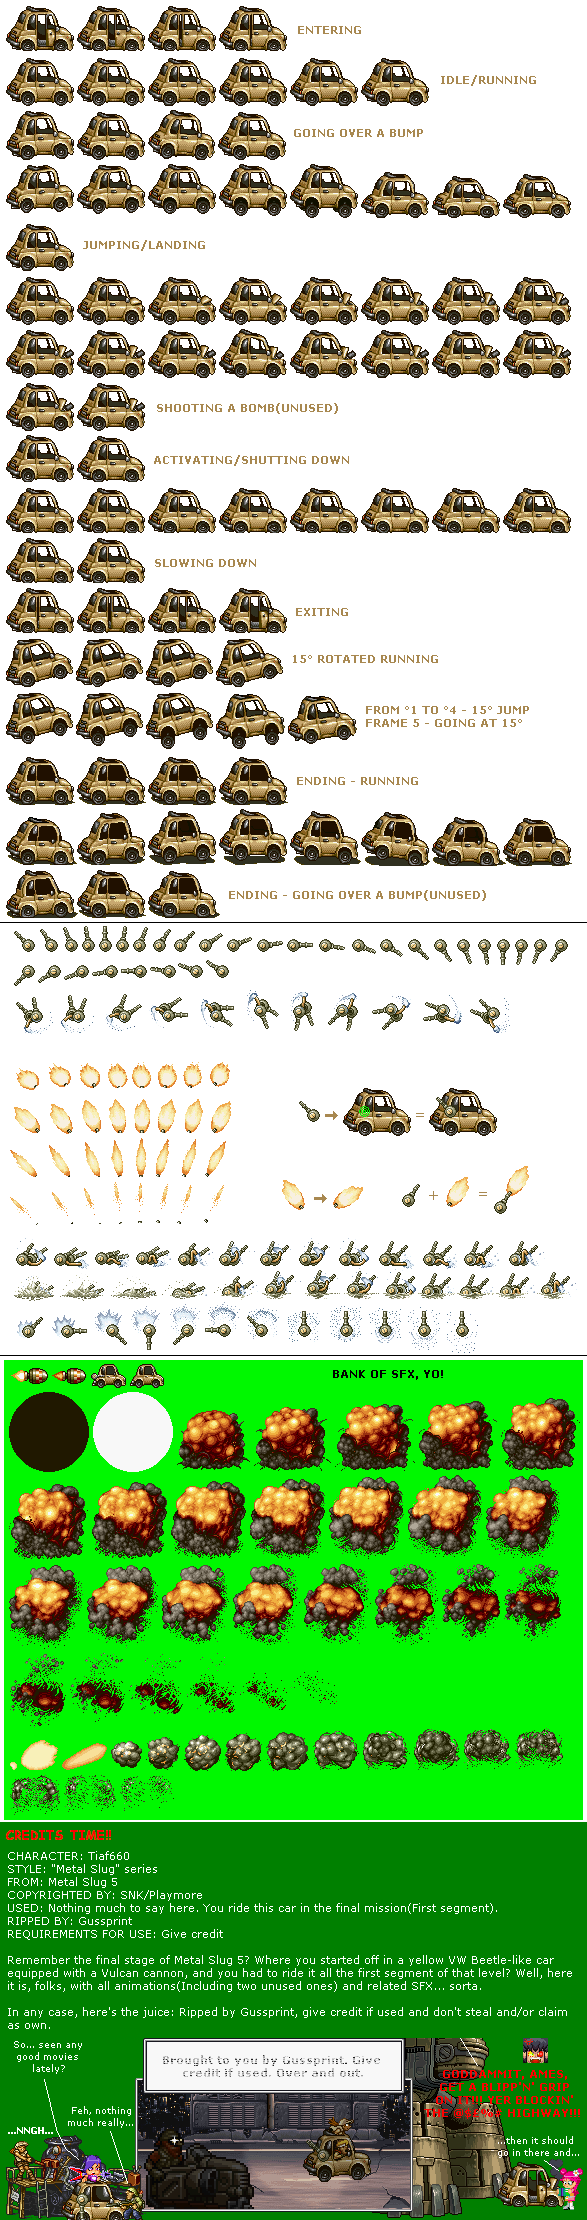 ENTERING
IDLE/RUNNING
GOING OVER A BUMP
JUMPING/LANDING
SHOOTING A BOMB(UNUSED)
ACTIVATING/SHUTTING DOWN
SLOWING DOWN
EXITING
15° ROTATED RUNNING
FROM °1 TO °4 - 15° JUMP
FRAME 5 - GOING AT 15°
ENDING - RUNNING
ENDING - GOING OVER A BUMP(UNUSED)
=
+ =
BANK OF SFX, YO!
CREDITS TIME!!
CHARACTER: Tiaf660
STYLE: "Metal Slug" series
FROM: Metal Slug 5
COPYRIGHTED BY: SNK/Playmore
USED: Nothing much to say here. You ride this car in the final mission(First segment).
RIPPED BY: Gussprint
REQUIREMENTS FOR USE: Give credit
Remember the final stage of Metal Slug 5? Where you started off in a yellow VW Beetle-like car
equipped with a Vulcan cannon, and you had to ride it all the first segment of that level? Well, here
it is, folks, with all animations(Including two unused ones) and related SFX... sorta.
In any case, here's the juice: Ripped by Gussprint, give credit if used and don't steal and/or claim
as own.
So... seen any
good movies
lately?
Feh, nothing
much really...
...NNGH...
Brought to you by Gussprint. Give
credit if used. Over and out.
...then it should
go in there and...